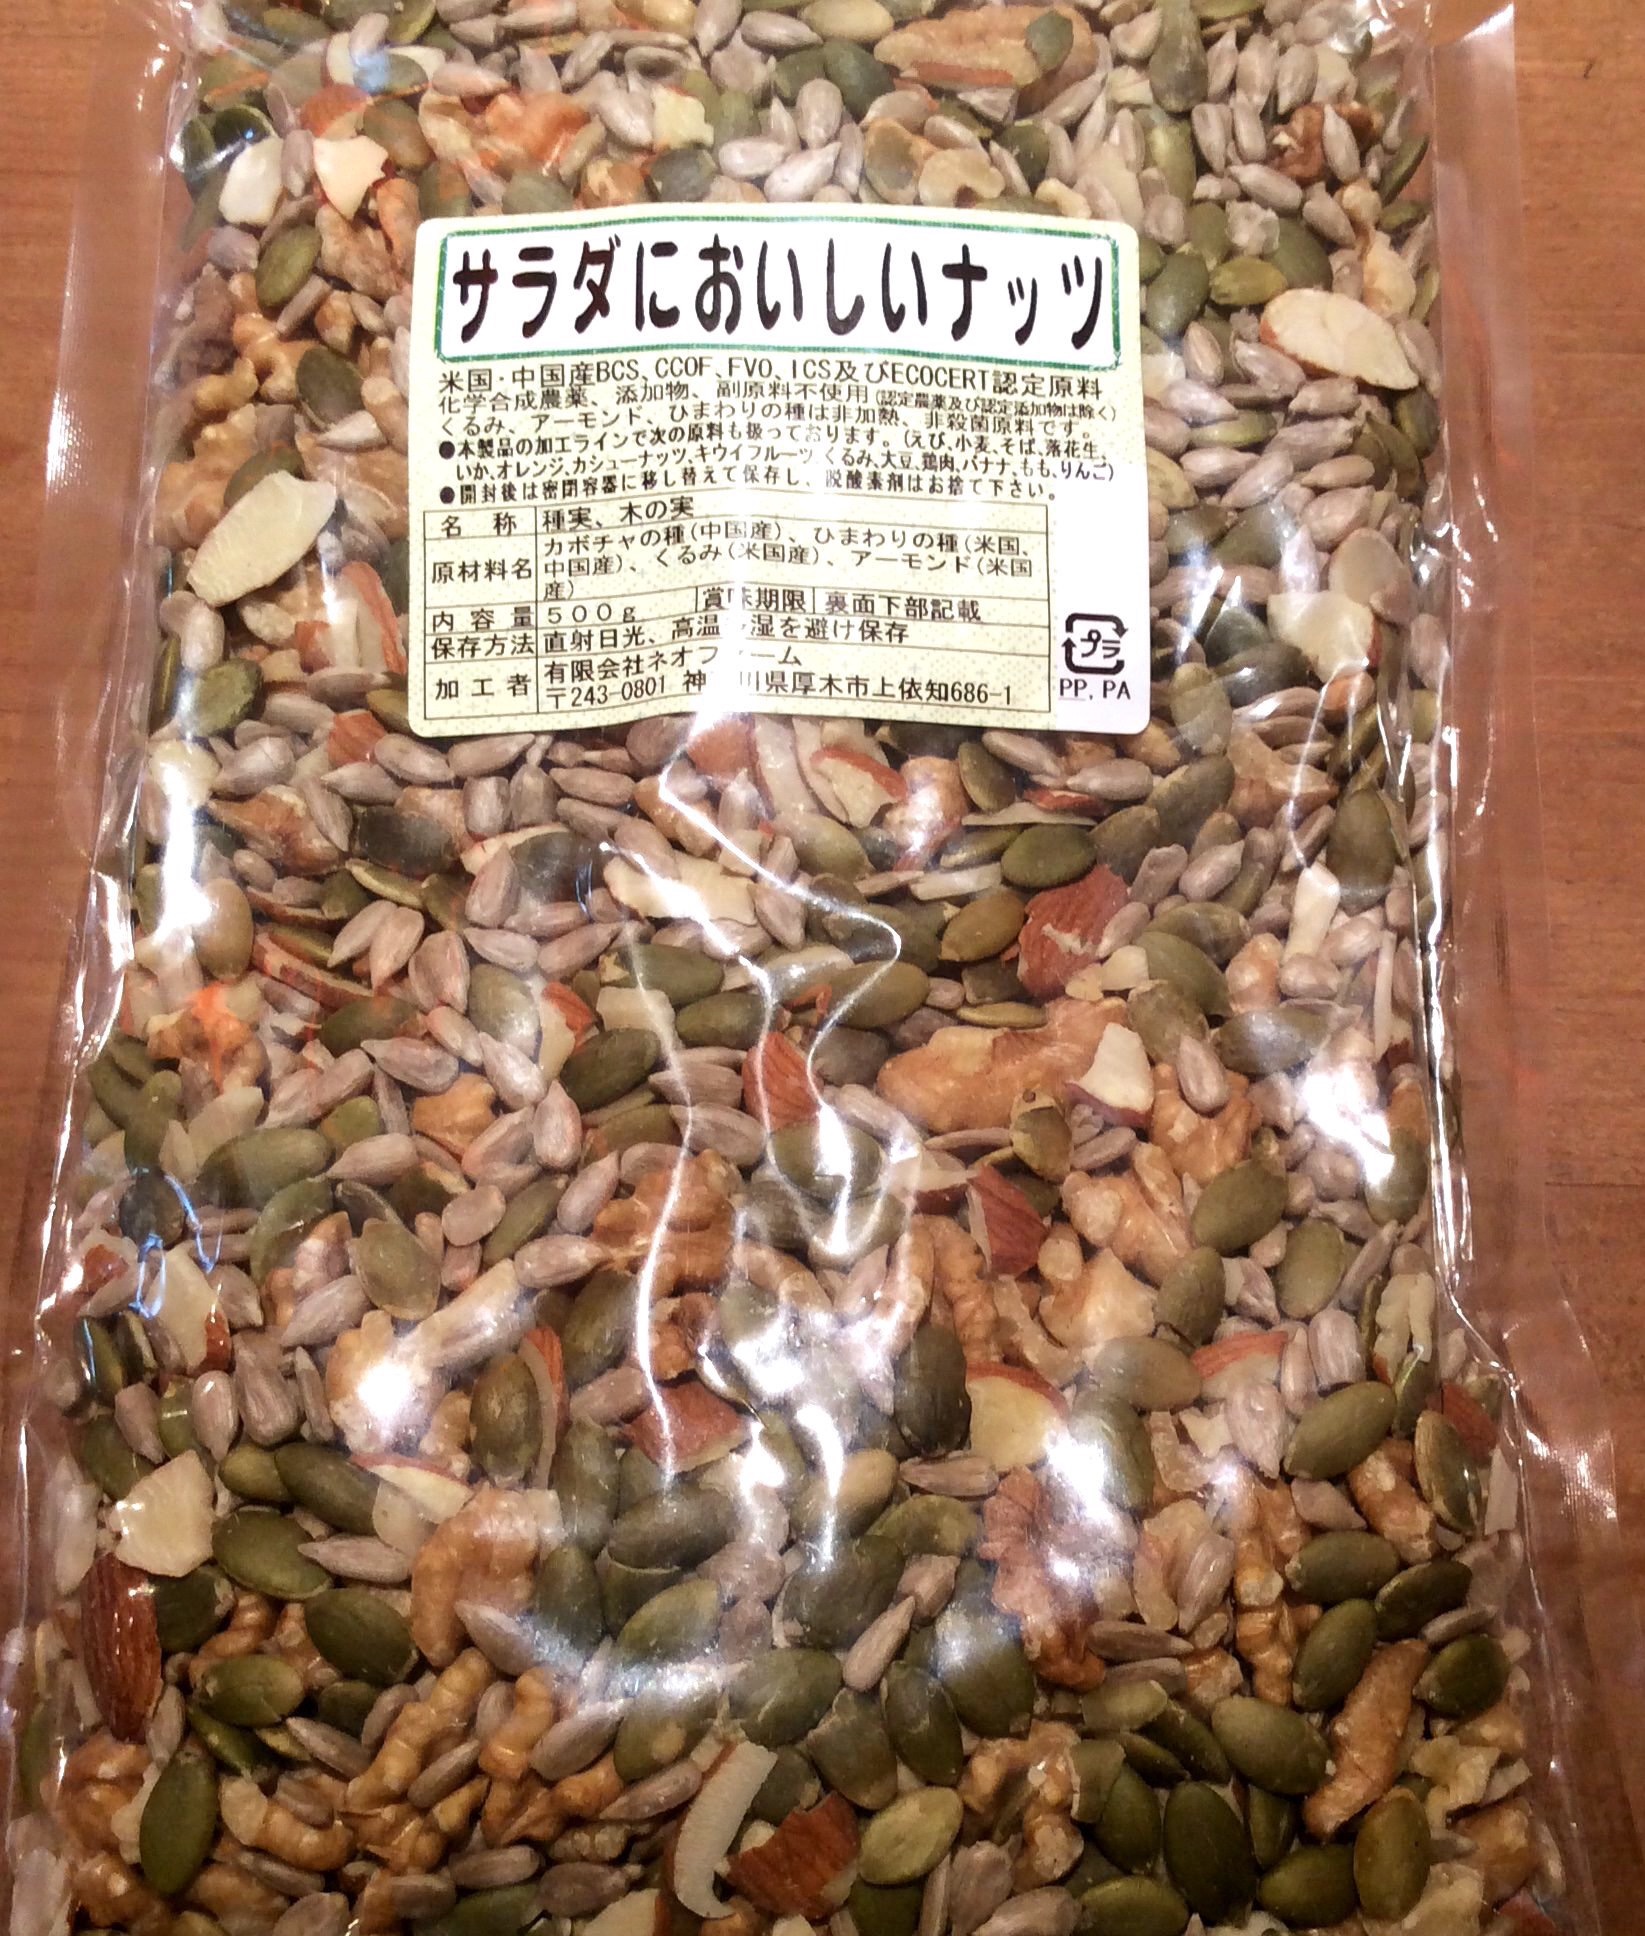 サラダにおいしいナッツ
米国・中国産BCS、CCOF、FVO、ICS及びECOCERT認定原料
化学合成農薬、添加物、副原料不使用(認定農薬及び認定添加物は除く)
くるみ、アーモンド、ひまわりの種は非加熱、非殺菌原料です。
●本製品の加工ラインで次の原料も扱っております。(えび、小麦、そば、落花生、
いか、オレンジ、カシューナッツ、キウイフルーツ、くるみ、大豆、鶏肉、バナナ、もも、りんご)
●開封後は密閉容器に移し替えて保存し、脱酸素剤はお捨て下さい。
名 称 種実、木の実
原材料名 カボチャの種(中国産)、ひまわりの種(米国、
中国産)、くるみ(米国産)、アーモンド(米国
産)
内 容 量 500g 賞味期限 裏面下部記載
保存方法 直射日光、高温 湿を避け保存
加 工 者 有限会社ネオファーム
〒243-0801 神 川県厚木市上依知686-1
プラ
PP,PA